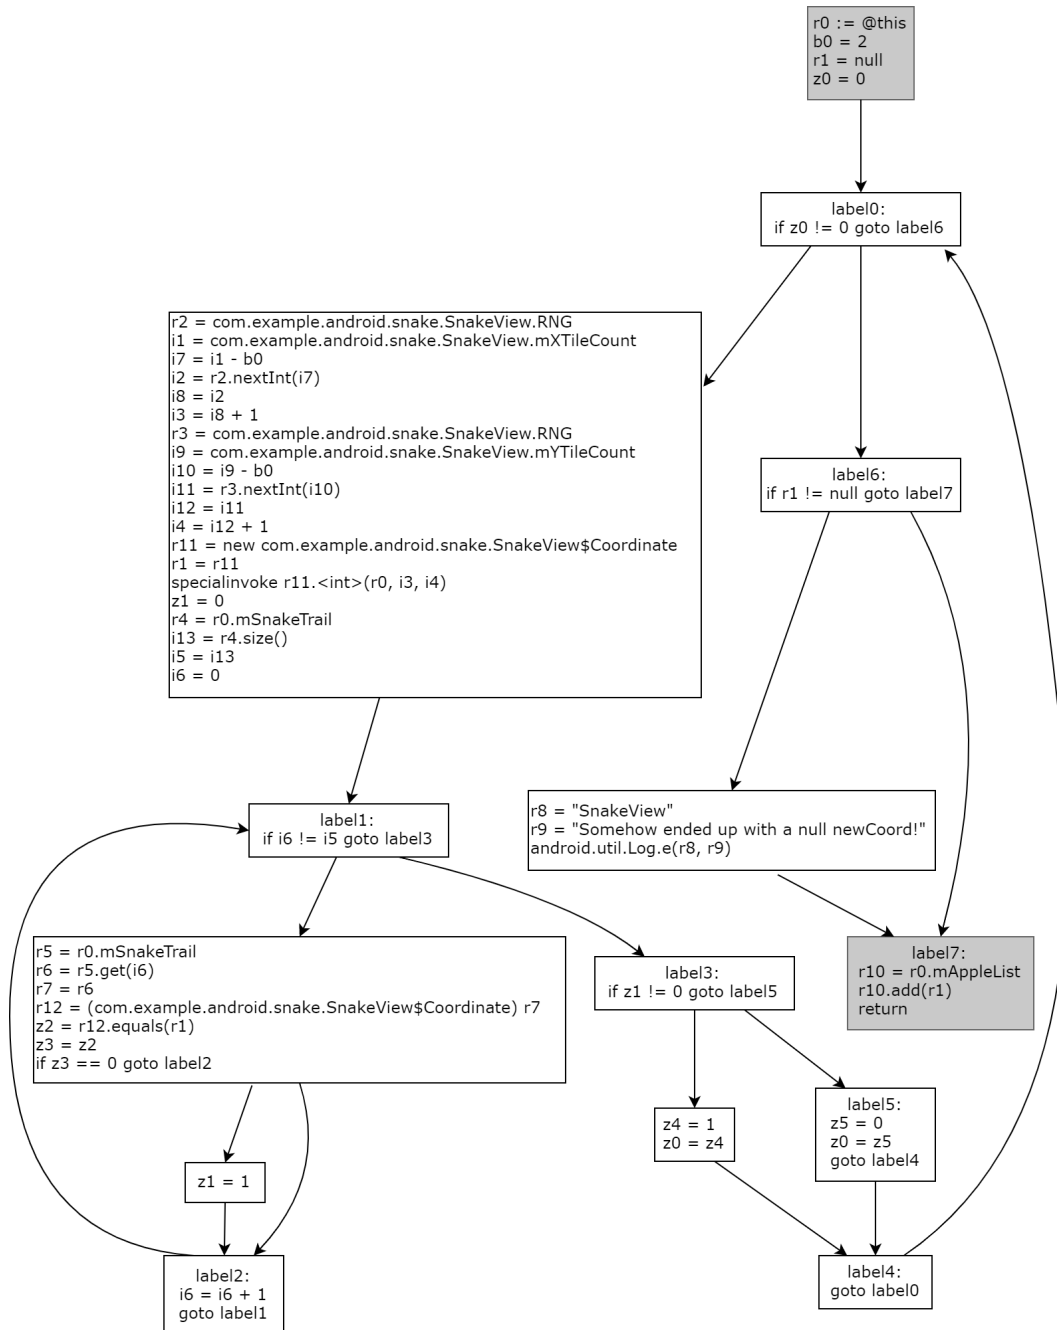 r0 := @this
b0 = 2
r1 = null
z0 = 0
label0:
if z0 != 0 goto label6
r2 = com.example.android.snake.SnakeView.RNG
i1 = com.example.android.snake.SnakeView.mXTileCount
i7 = i1 - b0
i2 = r2.nextInt(i7)
i8 = i2
i3 = i8 + 1
r3 = com.example.android.snake.SnakeView.RNG
i9 = com.example.android.snake.SnakeView.mYTileCount
i10 = i9 - b0
i11 = r3.nextInt(i10)
i12 = i11
i4 = i12 + 1
r11 = new com.example.android.snake.SnakeView$Coordinate
r1 = r11
specialinvoke r11.<int>(r0, i3, i4)
z1 = 0
r4 = r0.mSnakeTrail
i13 = r4.size()
i5 = i13
i6 = 0
label6:
if r1 != null goto label7
label1:
if i6 != i5 goto label3
r8 = "SnakeView"
r9 = "Somehow ended up with a null newCoord!"
android.util.Log.e(r8, r9)
r5 = r0.mSnakeTrail
r6 = r5.get(i6)
r7 = r6
r12 = (com.example.android.snake.SnakeView$Coordinate) r7
z2 = r12.equals(r1)
z3 = z2
if z3 == 0 goto label2
label3:
if z1 != 0 goto label5
label7:
r10 = r0.mAppleList
r10.add(r1)
return
z4 = 1
z0 = z4
label5:
z5 = 0
z0 = z5
goto label4
z1 = 1
label2:
i6 = i6 + 1
goto label1
label4:
goto label0